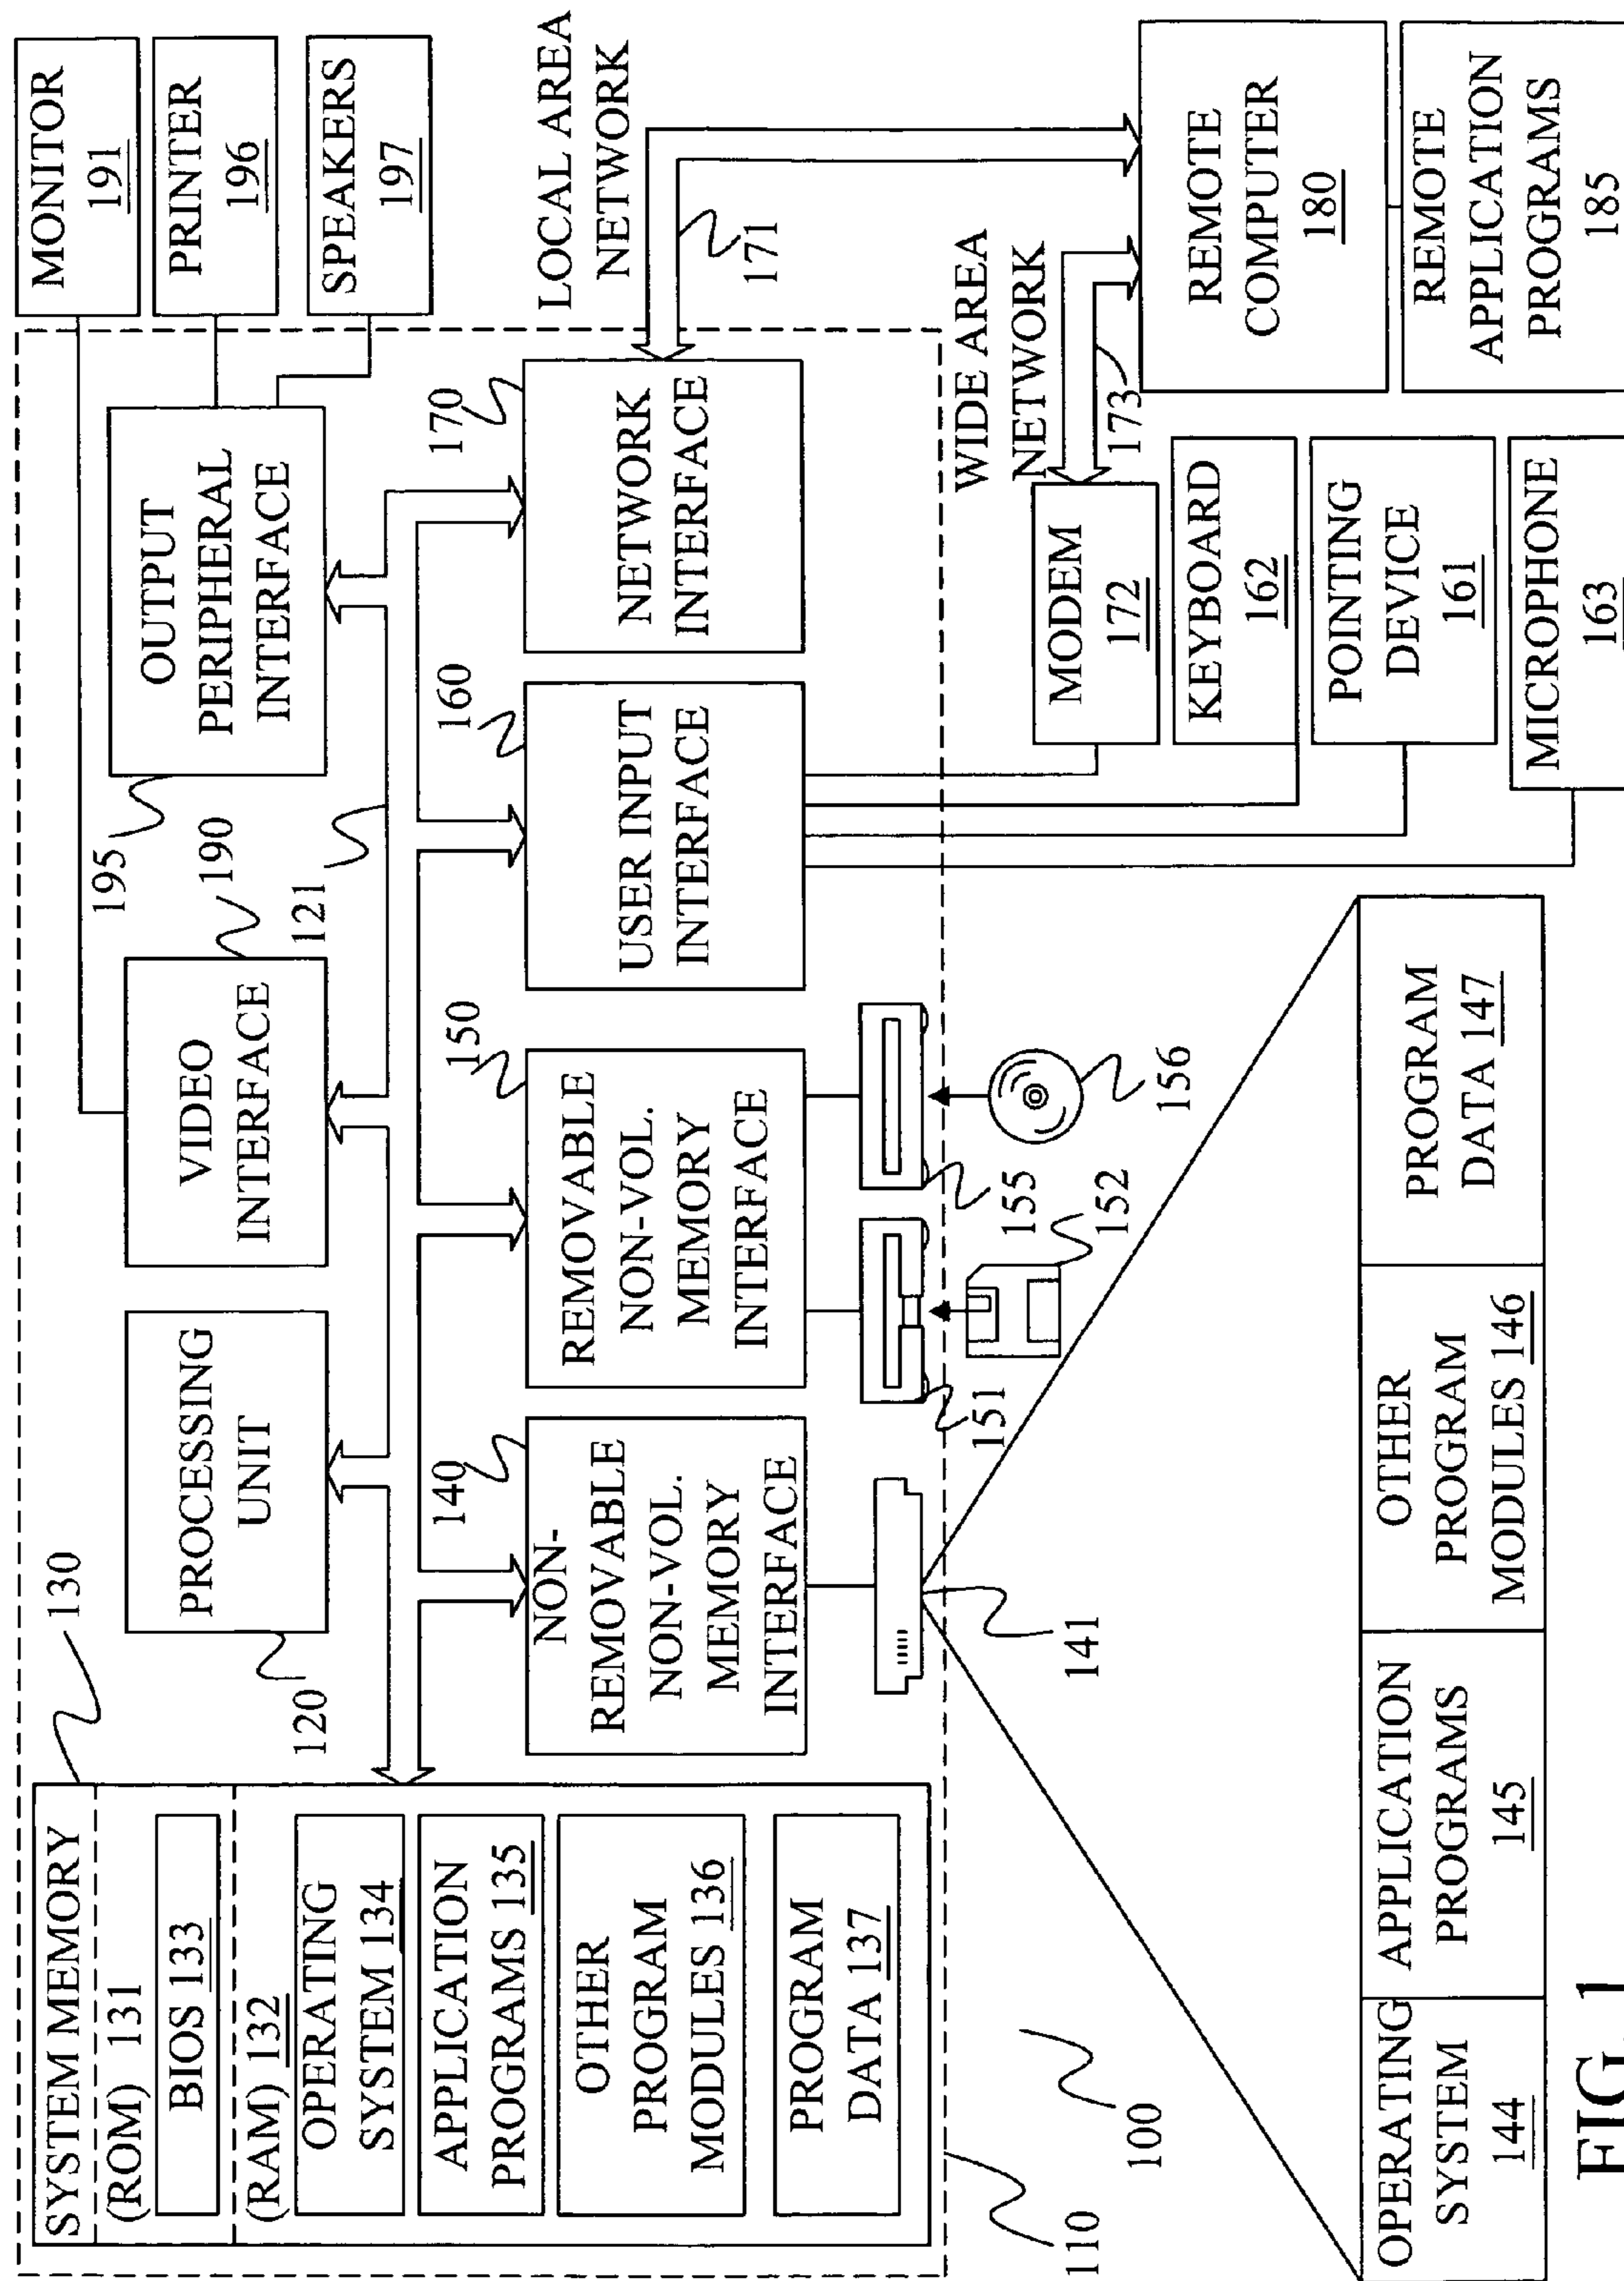 SYSTEM MEMORY
(ROM) 131
BIOS 133
(RAM) 132
OPERATING
SYSTEM 134
APPLICATION
PROGRAMS 135
OTHER
PROGRAM
MODULES 136
PROGRAM
DATA 137
130
120
PROCESSING
UNIT
VIDEO
INTERFACE
190
121
195
OUTPUT
PERIPHERAL
INTERFACE
MONITOR
191
PRINTER
196
SPEAKERS
197
140
NON-
REMOVABLE
NON-VOL.
MEMORY
INTERFACE
150
REMOVABLE
NON-VOL.
MEMORY
INTERFACE
160
USER INPUT
INTERFACE
170
NETWORK
INTERFACE
LOCAL AREA
NETWORK
171
WIDE AREA
NETWORK
173
141
151
155
152
156
MODEM
172
KEYBOARD
162
POINTING
DEVICE
161
MICROPHONE
163
REMOTE
COMPUTER
180
REMOTE
APPLICATION
PROGRAMS
185
110
100
OPERATING
SYSTEM
144
APPLICATION
PROGRAMS
145
OTHER
PROGRAM
MODULES 146
PROGRAM
DATA 147
FIG. 1